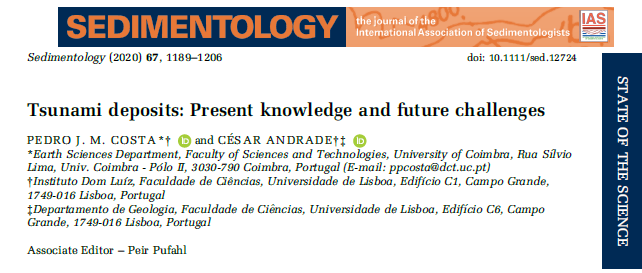 SEDIMENTOLOGY
the journal of the
International Association of Sedimentologists
IAS
Sedimentology (2020) 67, 1189–1206
doi: 10.1111/sed.12724
Tsunami deposits: Present knowledge and future challenges
PEDRO J. M. COSTA*† iD and CÉSAR ANDRADE†‡ iD
*Earth Sciences Department, Faculty of Sciences and Technologies, University of Coimbra, Rua Sílvio
Lima, Univ. Coimbra - Pólo II, 3030-790 Coimbra, Portugal (E-mail: ppcosta@dct.uc.pt)
†Instituto Dom Luíz, Faculdade de Ciências, Universidade de Lisboa, Edifício C1, Campo Grande,
1749-016 Lisboa, Portugal
‡Departamento de Geologia, Faculdade de Ciências, Universidade de Lisboa, Edifício C6, Campo
Grande, 1749-016 Lisboa, Portugal
Associate Editor – Peir Pufahl
STATE OF THE SCIENCE